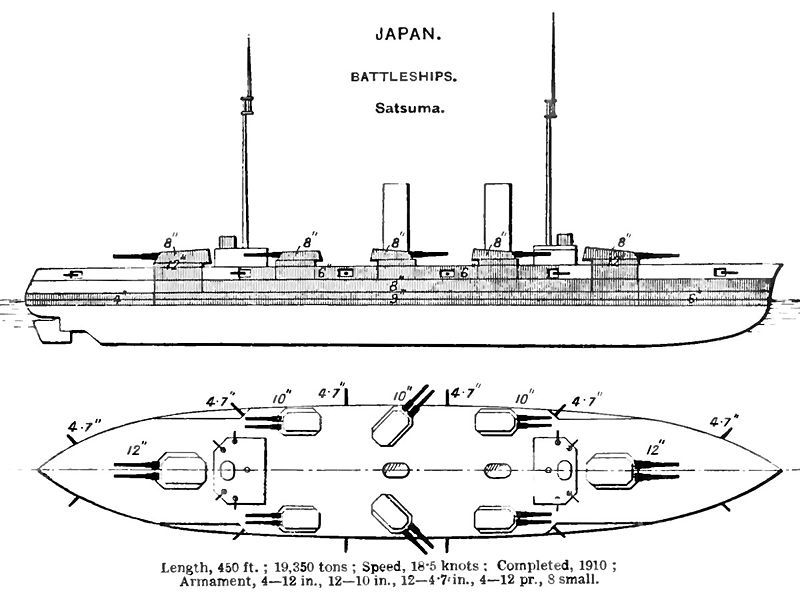 JAPAN.
BATTLESHIPS.
Satsuma.
8" 8" 8" 8" 8"
12" 12"
6" 6"
8"
4" 9" 6"
4·7" 10" 4·7" 10" 4·7" 10" 4·7"
4·7" 4·7"
12" 12"
Length, 450 ft. ; 19,350 tons ; Speed, 18·5 knots ; Completed, 1910 ;
Armament, 4—12 in., 12—10 in., 12—4·7 in., 4—12 pr., 8 small.